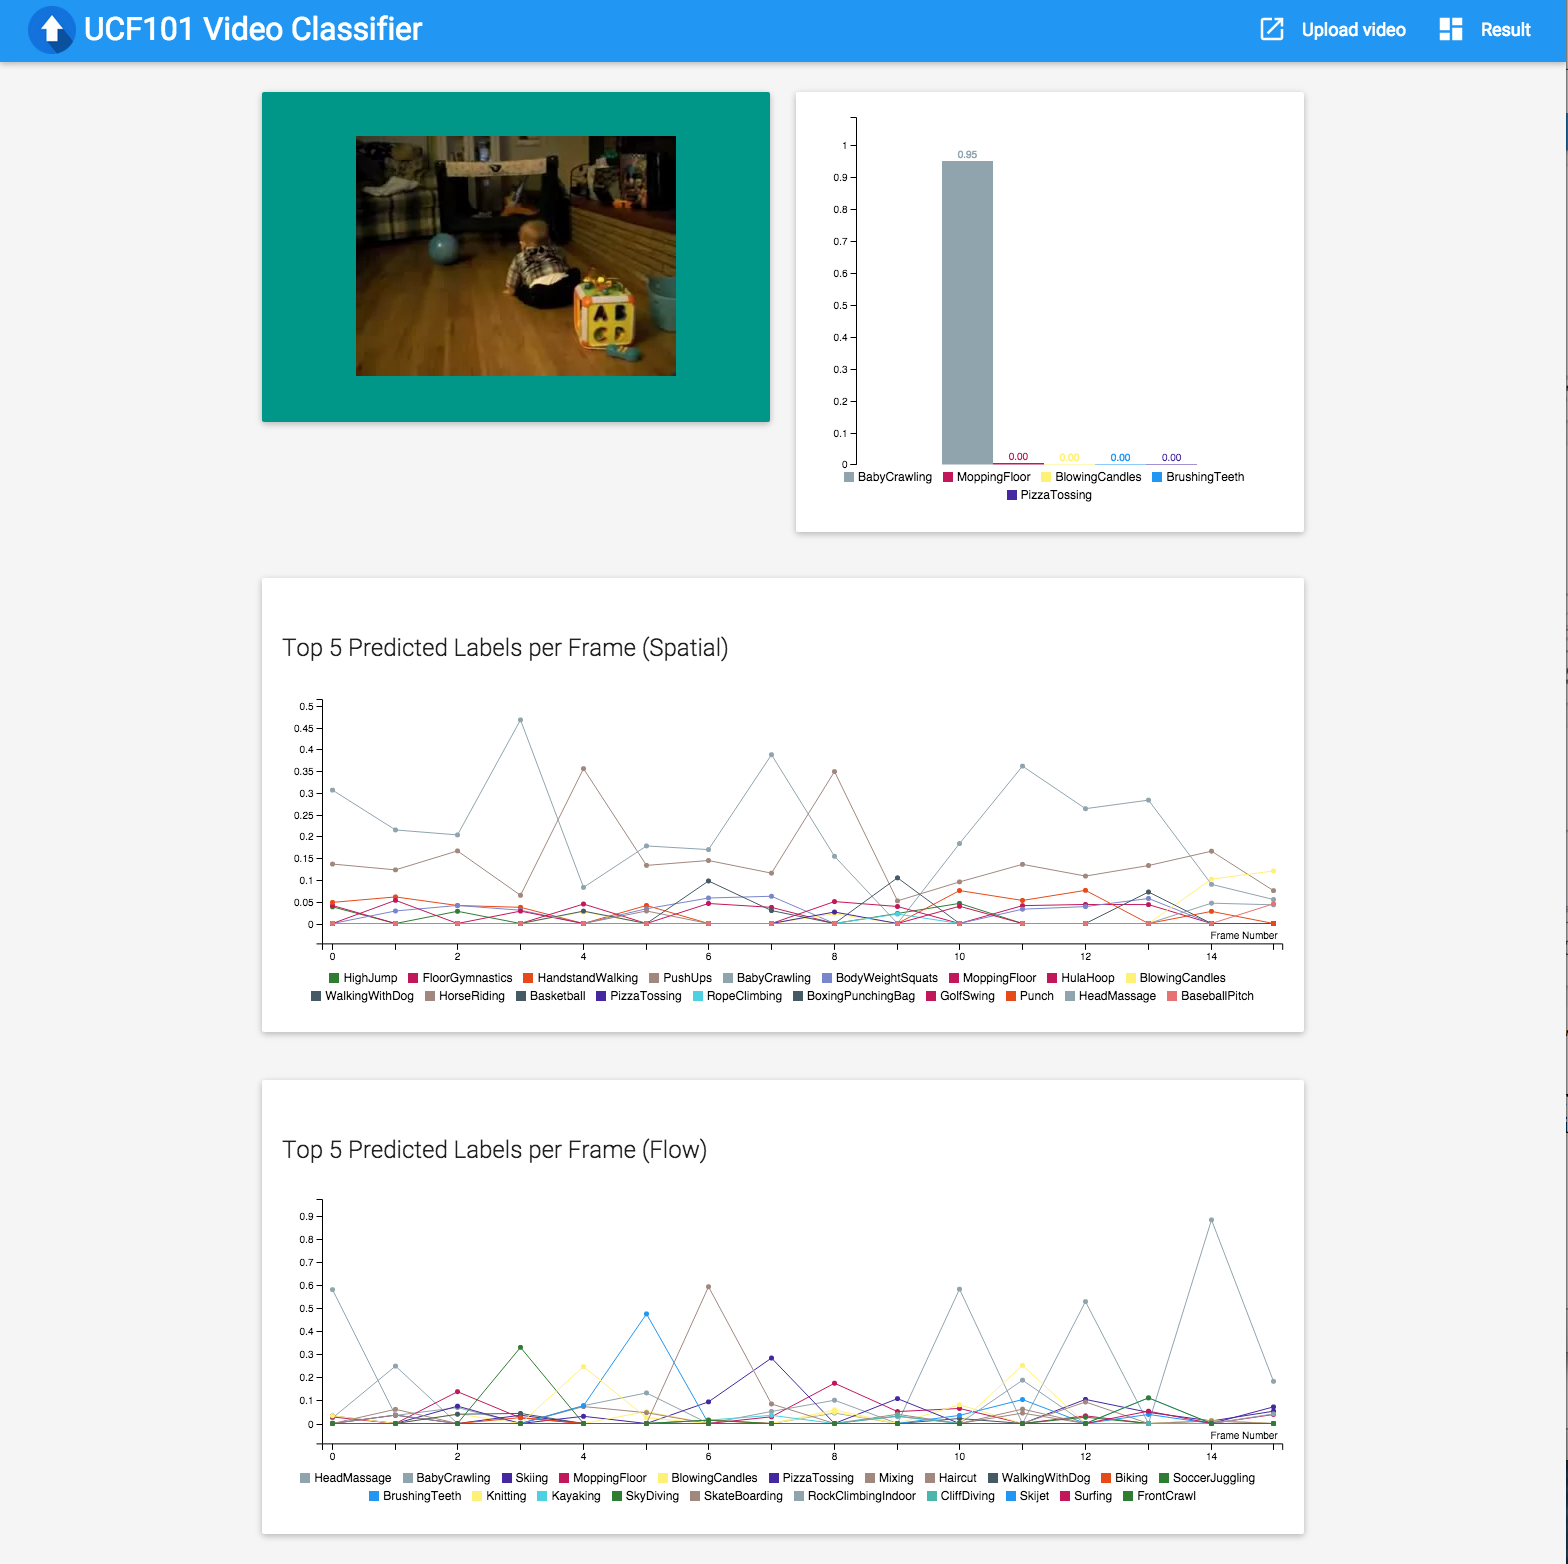 UCF101 Video Classifier
Upload video
Result
A B
C
1
0.9
0.8
0.7
0.6
0.5
0.4
0.3
0.2
0.1
0
0.95
0.00
0.00
0.00
0.00
BabyCrawling MoppingFloor BlowingCandles BrushingTeeth
PizzaTossing
Top 5 Predicted Labels per Frame (Spatial)
0.5
0.45
0.4
0.35
0.3
0.25
0.2
0.15
0.1
0.05
0
Frame Number
0 2 4 6 8 10 12 14
HighJump FloorGymnastics HandstandWalking PushUps BabyCrawling BodyWeightSquats MoppingFloor HulaHoop BlowingCandles
WalkingWithDog HorseRiding Basketball PizzaTossing RopeClimbing BoxingPunchingBag GolfSwing Punch HeadMassage BaseballPitch
Top 5 Predicted Labels per Frame (Flow)
0.9
0.8
0.7
0.6
0.5
0.4
0.3
0.2
0.1
0
Frame Number
0 2 4 6 8 10 12 14
HeadMassage BabyCrawling Skiing MoppingFloor BlowingCandles PizzaTossing Mixing Haircut WalkingWithDog Biking SoccerJuggling
BrushingTeeth Knitting Kayaking SkyDiving SkateBoarding RockClimbingIndoor CliffDiving Skijet Surfing FrontCrawl